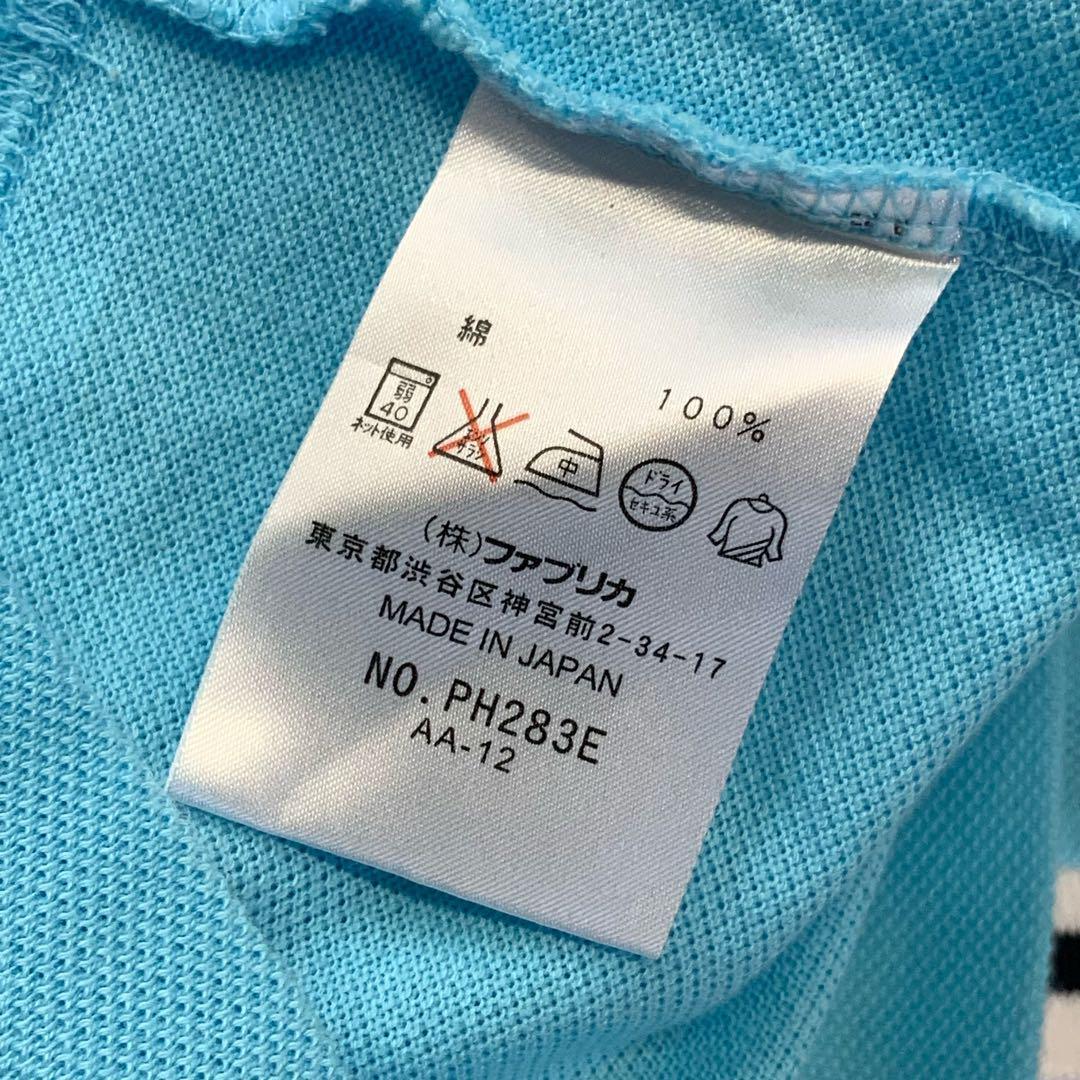 綿 100%
弱 40 エンソサラシ 中 ドライ セキユ系
ネット使用
(株)ファブリカ
東京都渋谷区神宮前2-34-17
MADE IN JAPAN
NO. PH283E
AA-12